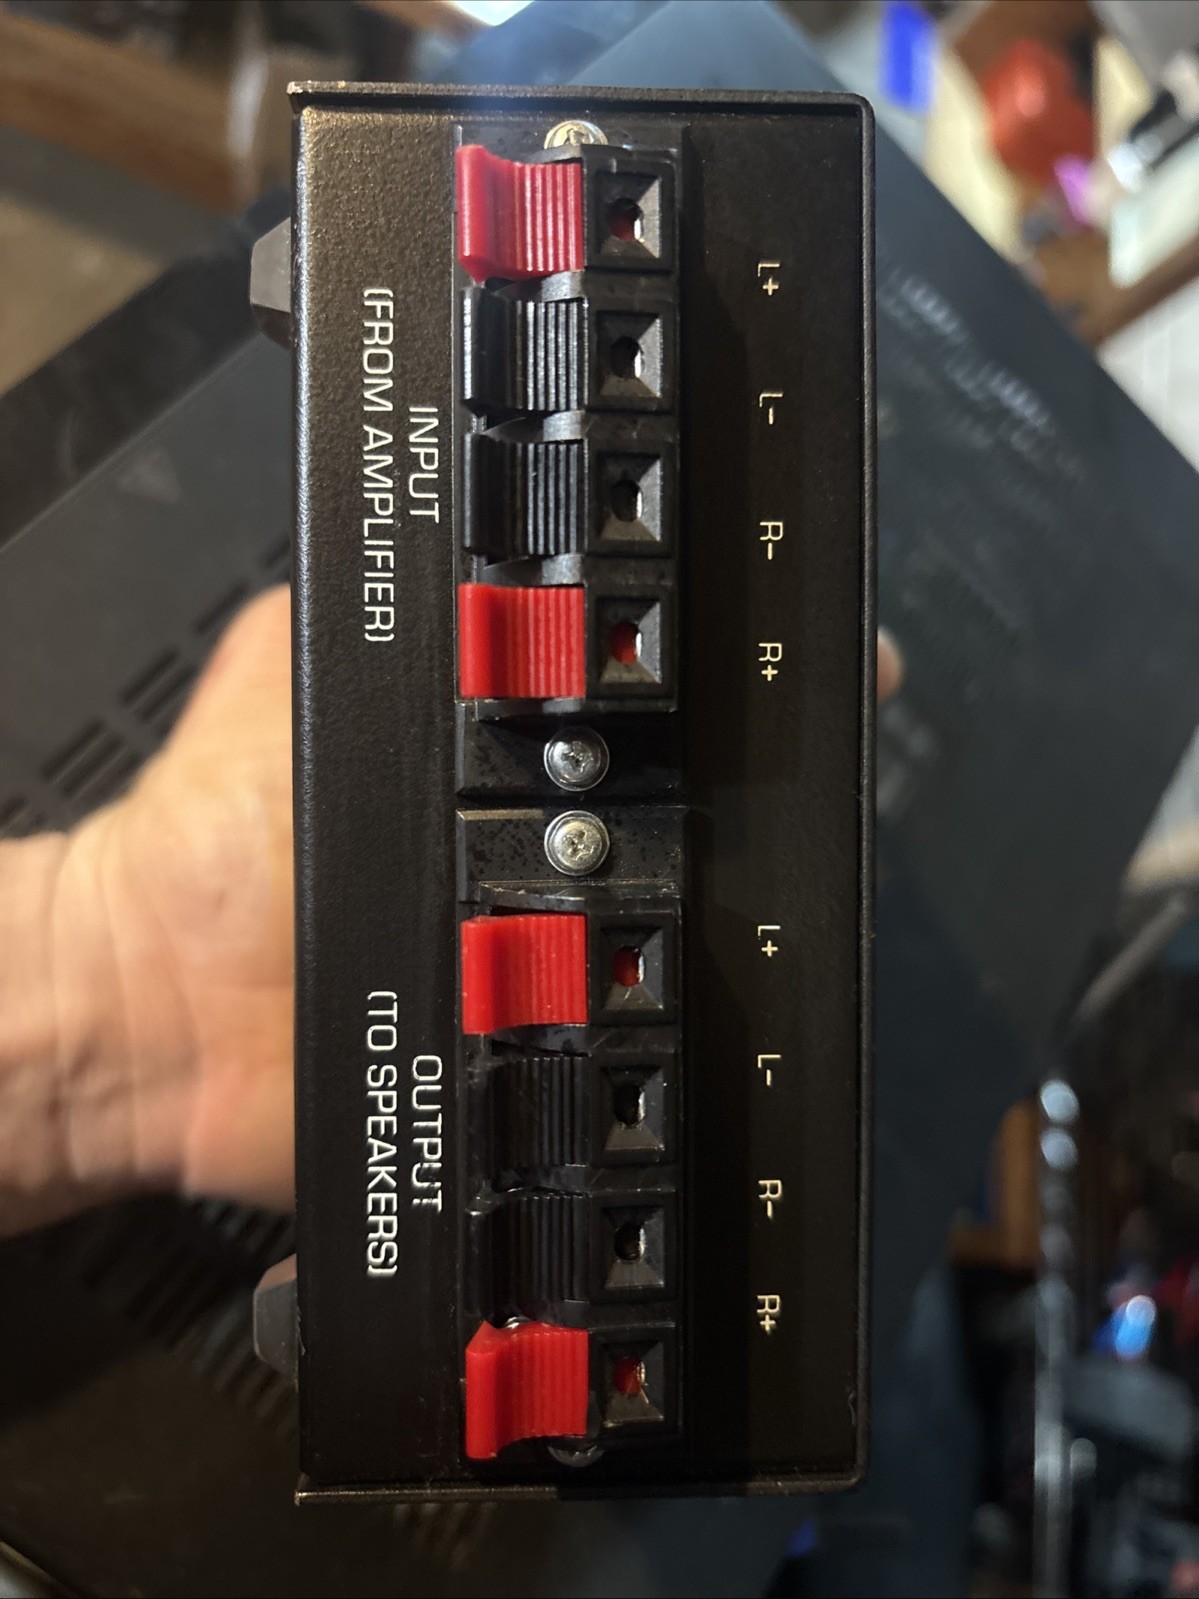 L+ L- R- R+ L+ L- R- R+
INPUT
(FROM AMPLIFIER)
OUTPUT
(TO SPEAKERS)